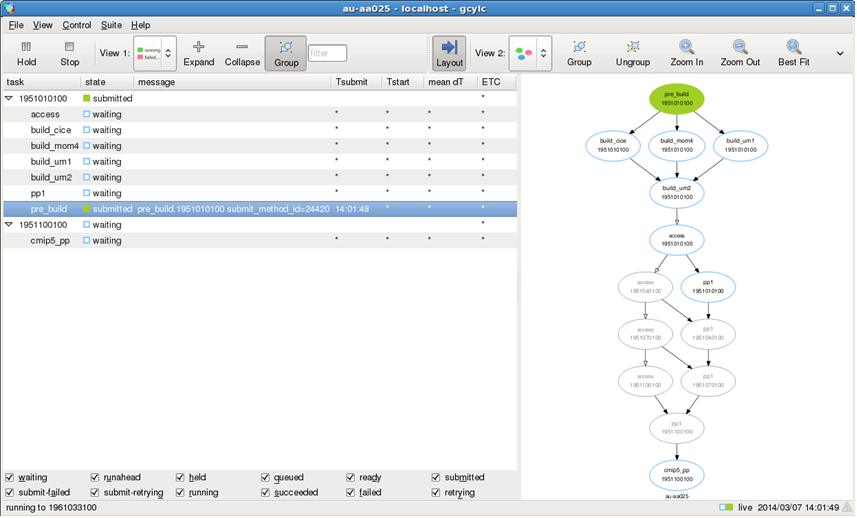 au-aa025 - localhost - gcylc
File View Control Suite Help
Hold Stop View 1: running failed.. Expand Collapse Group filter Layout View 2: Group Ungroup Zoom In Zoom Out Best Fit
task state message Tsubmit Tstart mean dT ETC
1951010100 submitted *
access waiting * * * *
build_cice waiting * * * *
build_mom4 waiting * * * *
build_um1 waiting * * * *
build_um2 waiting * * * *
pp1 waiting * * * *
pre_build submitted pre_build.1951010100 submit_method_id=24420 14:01:48 * * *
1951100100 waiting *
cmip5_pp waiting * * * *
pre_build
1951010100
build_cice
1951010100
build_mom4
1951010100
build_um1
1951010100
build_um2
1951010100
access
1951010100
access
1951040100
pp1
1951010100
access
1951070100
pp1
1951040100
access
1951100100
pp1
1951070100
pp1
1951100100
cmip5_pp
1951100100
au-aa025
waiting runahead held queued ready submitted
submit-failed submit-retrying running succeeded failed retrying
running to 1961033100 live 2014/03/07 14:01:49